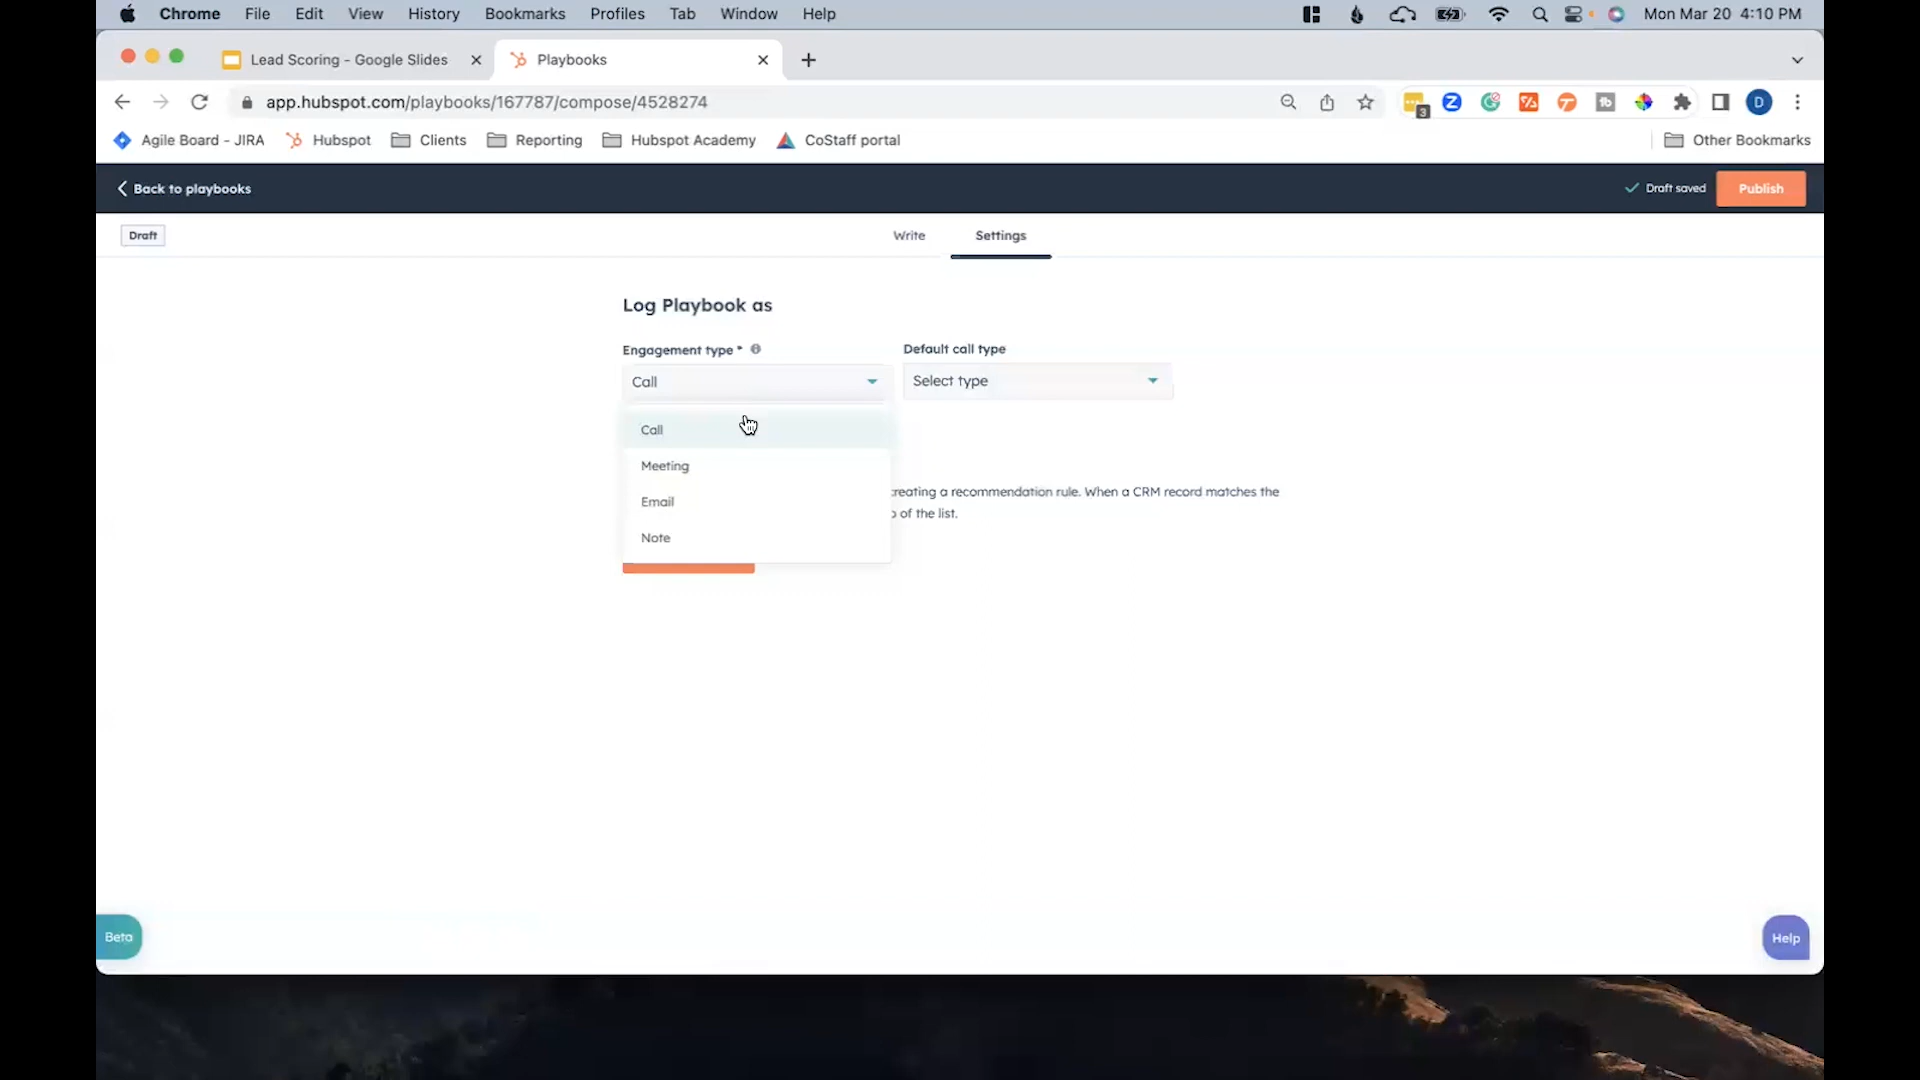 Chrome File Edit View History Bookmarks Profiles Tab Window Help Mon Mar 20 4:10 PM
Lead Scoring - Google Slides Playbooks
app.hubspot.com/playbooks/167787/compose/4528274 3 D
Agile Board - JIRA Hubspot Clients Reporting Hubspot Academy CoStaff portal Other Bookmarks
Back to playbooks Draft saved Publish
Draft Write Settings
Log Playbook as
Engagement type * Default call type
Call Select type
Call
Meeting
creating a recommendation rule. When a CRM record matches the
Email
of the list.
Note
Beta Help